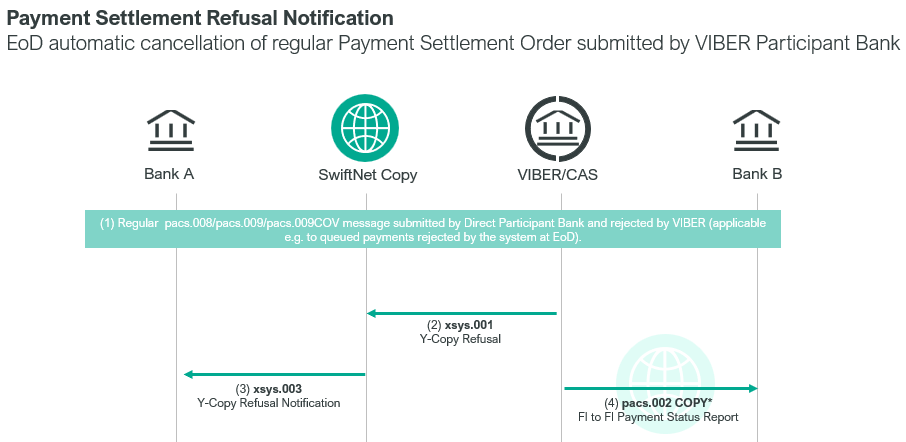 Payment Settlement Refusal Notification
EoD automatic cancellation of regular Payment Settlement Order submitted by VIBER Participant Bank
Bank A
SwiftNet Copy
VIBER/CAS
Bank B
(1) Regular pacs.008/pacs.009/pacs.009COV message submitted by Direct Participant Bank and rejected by VIBER (applicable
e.g. to queued payments rejected by the system at EoD).
(2) xsys.001
Y-Copy Refusal
(3) xsys.003
Y-Copy Refusal Notification
(4) pacs.002 COPY*
FI to FI Payment Status Report